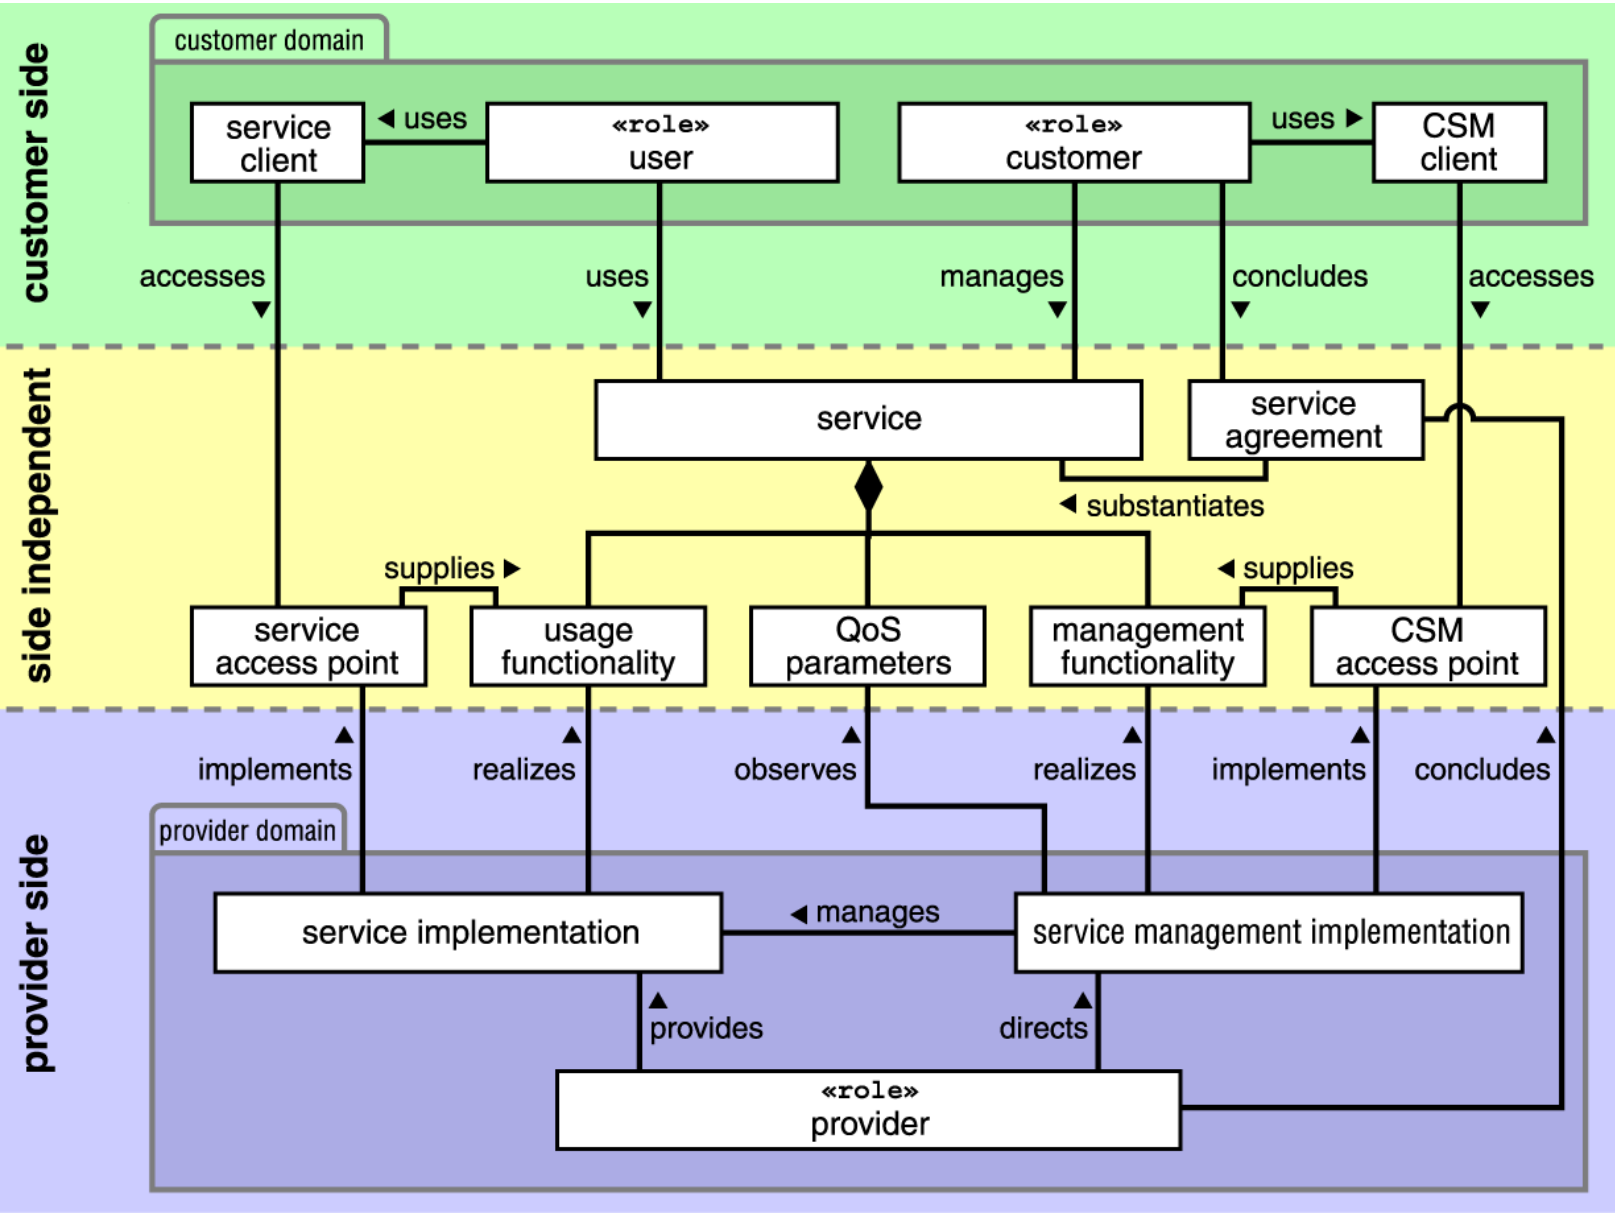 customer side
customer domain
service
client
◄ uses
«role»
user
«role»
customer
uses ►
CSM
client
accesses
▼
uses
▼
manages
▼
concludes
▼
accesses
▼
side independent
service
service
agreement
◄ substantiates
supplies ►
◄ supplies
service
access point
usage
functionality
QoS
parameters
management
functionality
CSM
access point
provider side
▲
implements
▲
realizes
▲
observes
▲
realizes
▲
implements
▲
concludes
provider domain
service implementation
◄ manages
service management implementation
▲
provides
▲
directs
«role»
provider